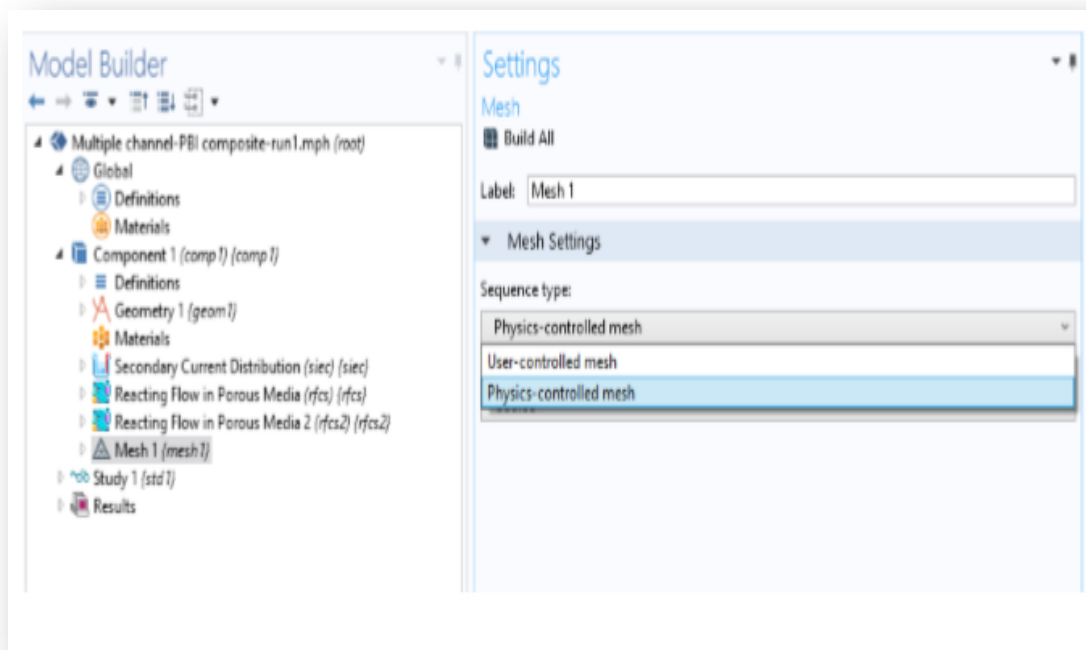 Model Builder
Multiple channel-PBI composite-run1.mph (root)
Global
Definitions
Materials
Component 1 (comp1) (comp1)
Definitions
Geometry 1 (geom1)
Materials
Secondary Current Distribution (siec) (siec)
Reacting Flow in Porous Media (rfcs) (rfcs)
Reacting Flow in Porous Media 2 (rfcs2) (rfcs2)
Mesh 1 (mesh1)
Study 1 (std1)
Results
Settings
Mesh
Build All
Label: Mesh 1
Mesh Settings
Sequence type:
Physics-controlled mesh
User-controlled mesh
Physics-controlled mesh